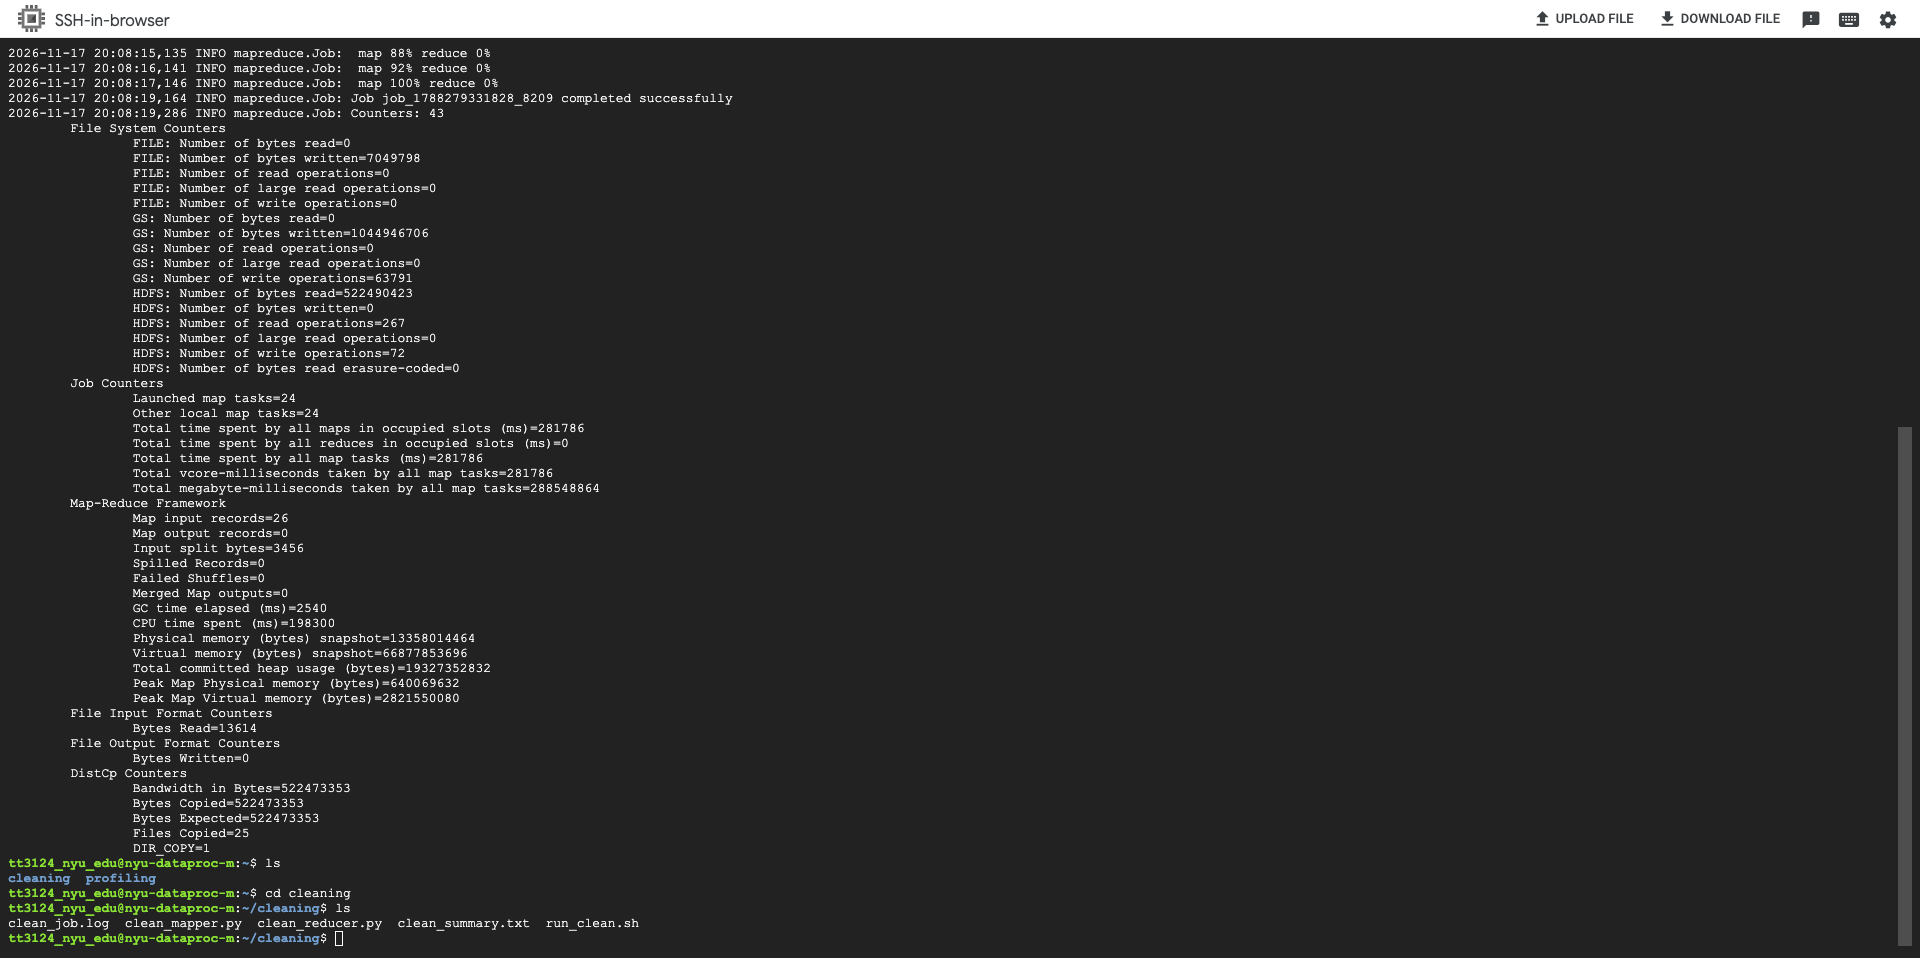 SSH-in-browser
UPLOAD FILE
DOWNLOAD FILE
2026-11-17 20:08:15,135 INFO mapreduce.Job:  map 88% reduce 0%
2026-11-17 20:08:16,141 INFO mapreduce.Job:  map 92% reduce 0%
2026-11-17 20:08:17,146 INFO mapreduce.Job:  map 100% reduce 0%
2026-11-17 20:08:19,164 INFO mapreduce.Job: Job job_1788279331828_8209 completed successfully
2026-11-17 20:08:19,286 INFO mapreduce.Job: Counters: 43
File System Counters
FILE: Number of bytes read=0
FILE: Number of bytes written=7049798
FILE: Number of read operations=0
FILE: Number of large read operations=0
FILE: Number of write operations=0
GS: Number of bytes read=0
GS: Number of bytes written=1044946706
GS: Number of read operations=0
GS: Number of large read operations=0
GS: Number of write operations=63791
HDFS: Number of bytes read=522490423
HDFS: Number of bytes written=0
HDFS: Number of read operations=267
HDFS: Number of large read operations=0
HDFS: Number of write operations=72
HDFS: Number of bytes read erasure-coded=0
Job Counters
Launched map tasks=24
Other local map tasks=24
Total time spent by all maps in occupied slots (ms)=281786
Total time spent by all reduces in occupied slots (ms)=0
Total time spent by all map tasks (ms)=281786
Total vcore-milliseconds taken by all map tasks=281786
Total megabyte-milliseconds taken by all map tasks=288548864
Map-Reduce Framework
Map input records=26
Map output records=0
Input split bytes=3456
Spilled Records=0
Failed Shuffles=0
Merged Map outputs=0
GC time elapsed (ms)=2540
CPU time spent (ms)=198300
Physical memory (bytes) snapshot=13358014464
Virtual memory (bytes) snapshot=66877853696
Total committed heap usage (bytes)=19327352832
Peak Map Physical memory (bytes)=640069632
Peak Map Virtual memory (bytes)=2821550080
File Input Format Counters
Bytes Read=13614
File Output Format Counters
Bytes Written=0
DistCp Counters
Bandwidth in Bytes=522473353
Bytes Copied=522473353
Bytes Expected=522473353
Files Copied=25
DIR_COPY=1
tt3124_nyu_edu@nyu-dataproc-m:~$ ls
cleaning  profiling
tt3124_nyu_edu@nyu-dataproc-m:~$ cd cleaning
tt3124_nyu_edu@nyu-dataproc-m:~/cleaning$ ls
clean_job.log  clean_mapper.py  clean_reducer.py  clean_summary.txt  run_clean.sh
tt3124_nyu_edu@nyu-dataproc-m:~/cleaning$